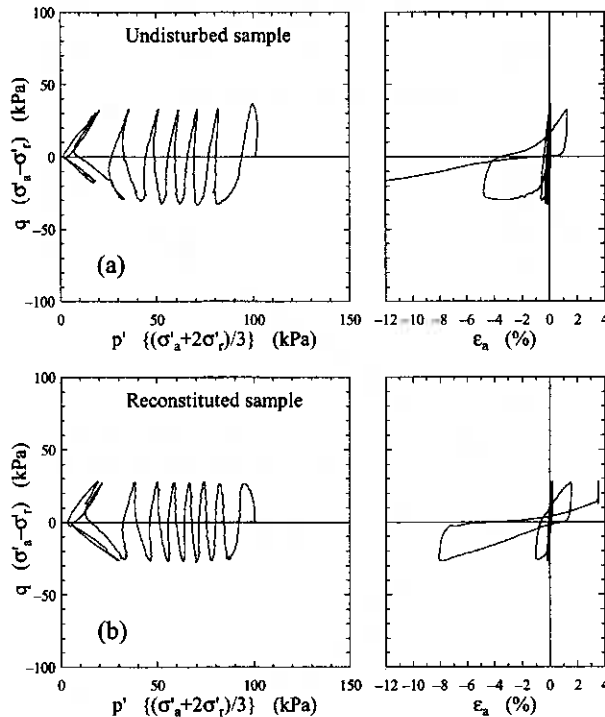 100
Undisturbed sample
50
0
−50
−100
q (σ'ₐ−σ'ᵣ) (kPa)
(a)
0 50 100 150
p' {(σ'ₐ+2σ'ᵣ)/3} (kPa)
−12 −10 −8 −6 −4 −2 0 2 4
εₐ (%)
100
Reconstituted sample
50
0
−50
−100
q (σ'ₐ−σ'ᵣ) (kPa)
(b)
0 50 100 150
p' {(σ'ₐ+2σ'ᵣ)/3} (kPa)
−12 −10 −8 −6 −4 −2 0 2 4
εₐ (%)